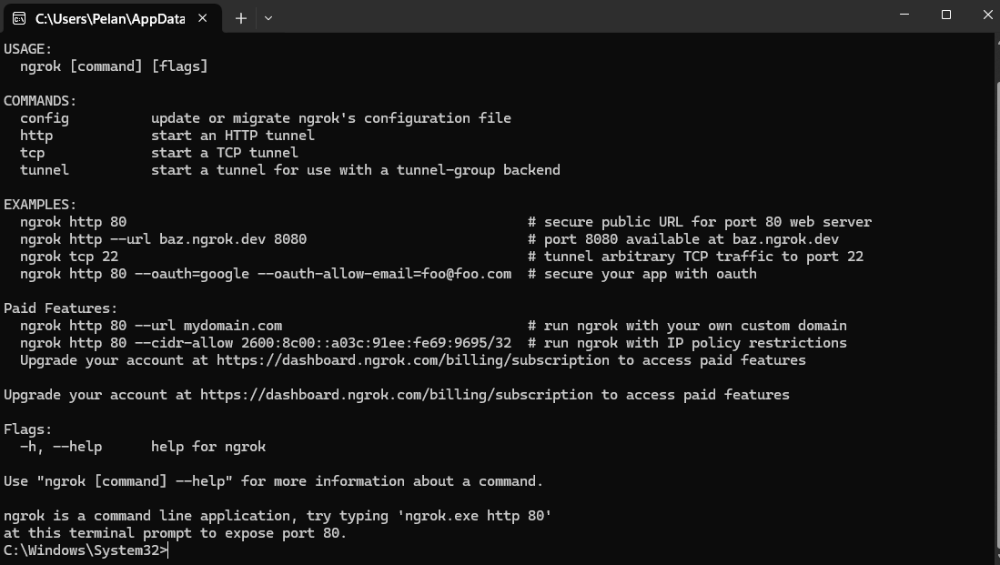 C:\Users\Pelan\AppData
USAGE:
  ngrok [command] [flags]

COMMANDS:
  config          update or migrate ngrok's configuration file
  http            start an HTTP tunnel
  tcp             start a TCP tunnel
  tunnel          start a tunnel for use with a tunnel-group backend

EXAMPLES:
  ngrok http 80                                                 # secure public URL for port 80 web server
  ngrok http --url baz.ngrok.dev 8080                           # port 8080 available at baz.ngrok.dev
  ngrok tcp 22                                                  # tunnel arbitrary TCP traffic to port 22
  ngrok http 80 --oauth=google --oauth-allow-email=foo@foo.com  # secure your app with oauth

Paid Features:
  ngrok http 80 --url mydomain.com                              # run ngrok with your own custom domain
  ngrok http 80 --cidr-allow 2600:8c00::a03c:91ee:fe69:9695/32  # run ngrok with IP policy restrictions
  Upgrade your account at https://dashboard.ngrok.com/billing/subscription to access paid features

Upgrade your account at https://dashboard.ngrok.com/billing/subscription to access paid features

Flags:
  -h, --help      help for ngrok

Use "ngrok [command] --help" for more information about a command.

ngrok is a command line application, try typing 'ngrok.exe http 80'
at this terminal prompt to expose port 80.
C:\Windows\System32>